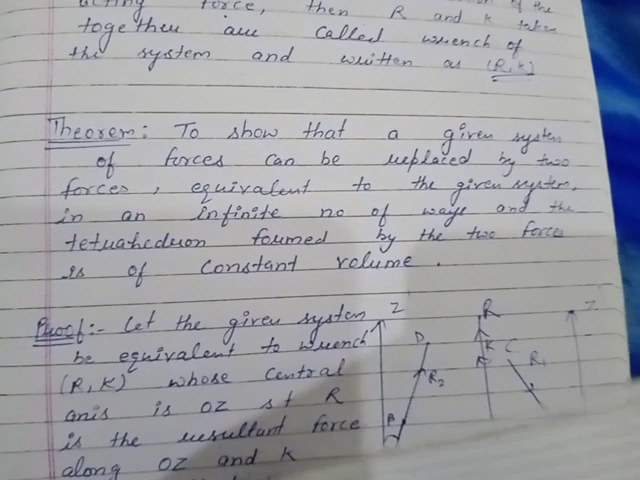 acting force, then R and K taken
together are called wrench of
the system and written as (R,K)
Theorem: To show that a given system
of forces can be replaced by two
forces, equivalent to the given system,
in an infinite no of ways and the
tetrahedron formed by the two forces
is of constant volume.
Proof:- Let the given system
be equivalent to wrench
(R,K) whose central
axis is OZ s t R
is the resultant force
along OZ and K
Z
D
R2
A
R
K
C
R1